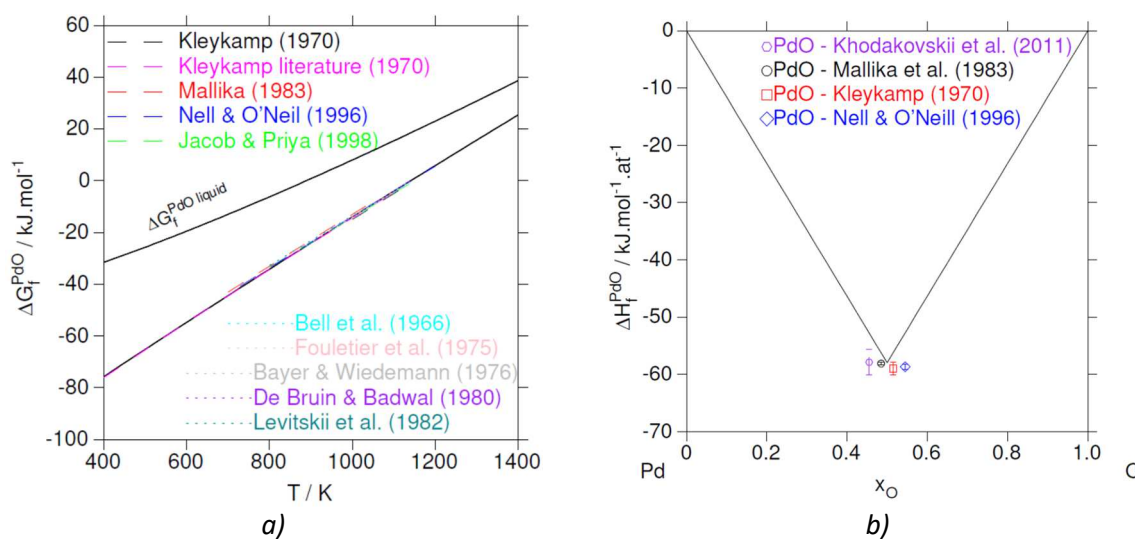 60
40
20
0
-20
-40
-60
-80
-100
ΔG_f^PdO / kJ.mol^-1
Kleykamp (1970)
Kleykamp literature (1970)
Mallika (1983)
Nell & O'Neil (1996)
Jacob & Priya (1998)
ΔG_f^PdO liquid
Bell et al. (1966)
Fouletier et al. (1975)
Bayer & Wiedemann (1976)
De Bruin & Badwal (1980)
Levitskii et al. (1982)
400 600 800 1000 1200 1400
T / K
a)
0
-10
-20
-30
-40
-50
-60
-70
ΔH_f^PdO / kJ.mol^-1.at^-1
PdO - Khodakovskii et al. (2011)
PdO - Mallika et al. (1983)
PdO - Kleykamp (1970)
PdO - Nell & O'Neill (1996)
0 0.2 0.4 0.6 0.8 1.0
Pd
x_O
b)